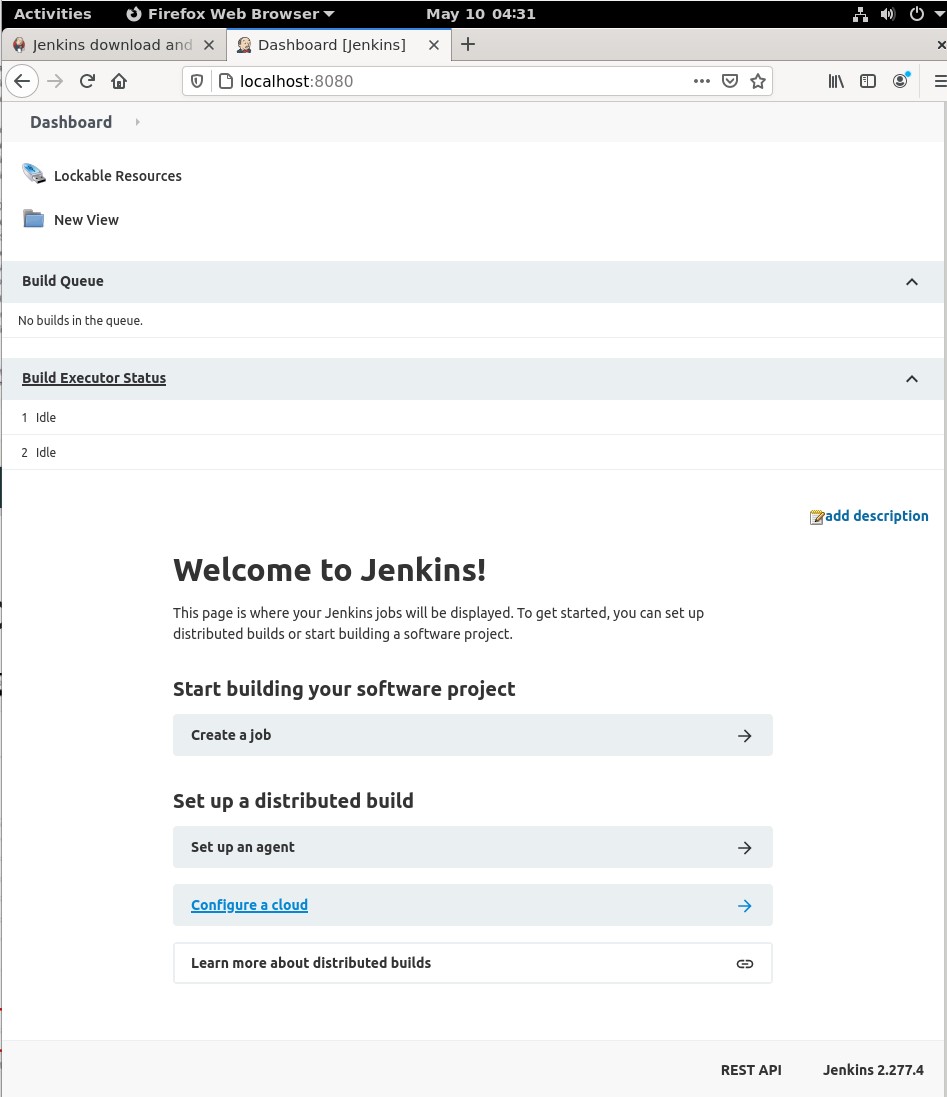 Activities Firefox Web Browser May 10 04:31
Jenkins download and Dashboard [Jenkins]
localhost:8080
Dashboard
Lockable Resources
New View
Build Queue
No builds in the queue.
Build Executor Status
1 Idle
2 Idle
add description
Welcome to Jenkins!
This page is where your Jenkins jobs will be displayed. To get started, you can set up
distributed builds or start building a software project.
Start building your software project
Create a job
Set up a distributed build
Set up an agent
Configure a cloud
Learn more about distributed builds
REST API Jenkins 2.277.4